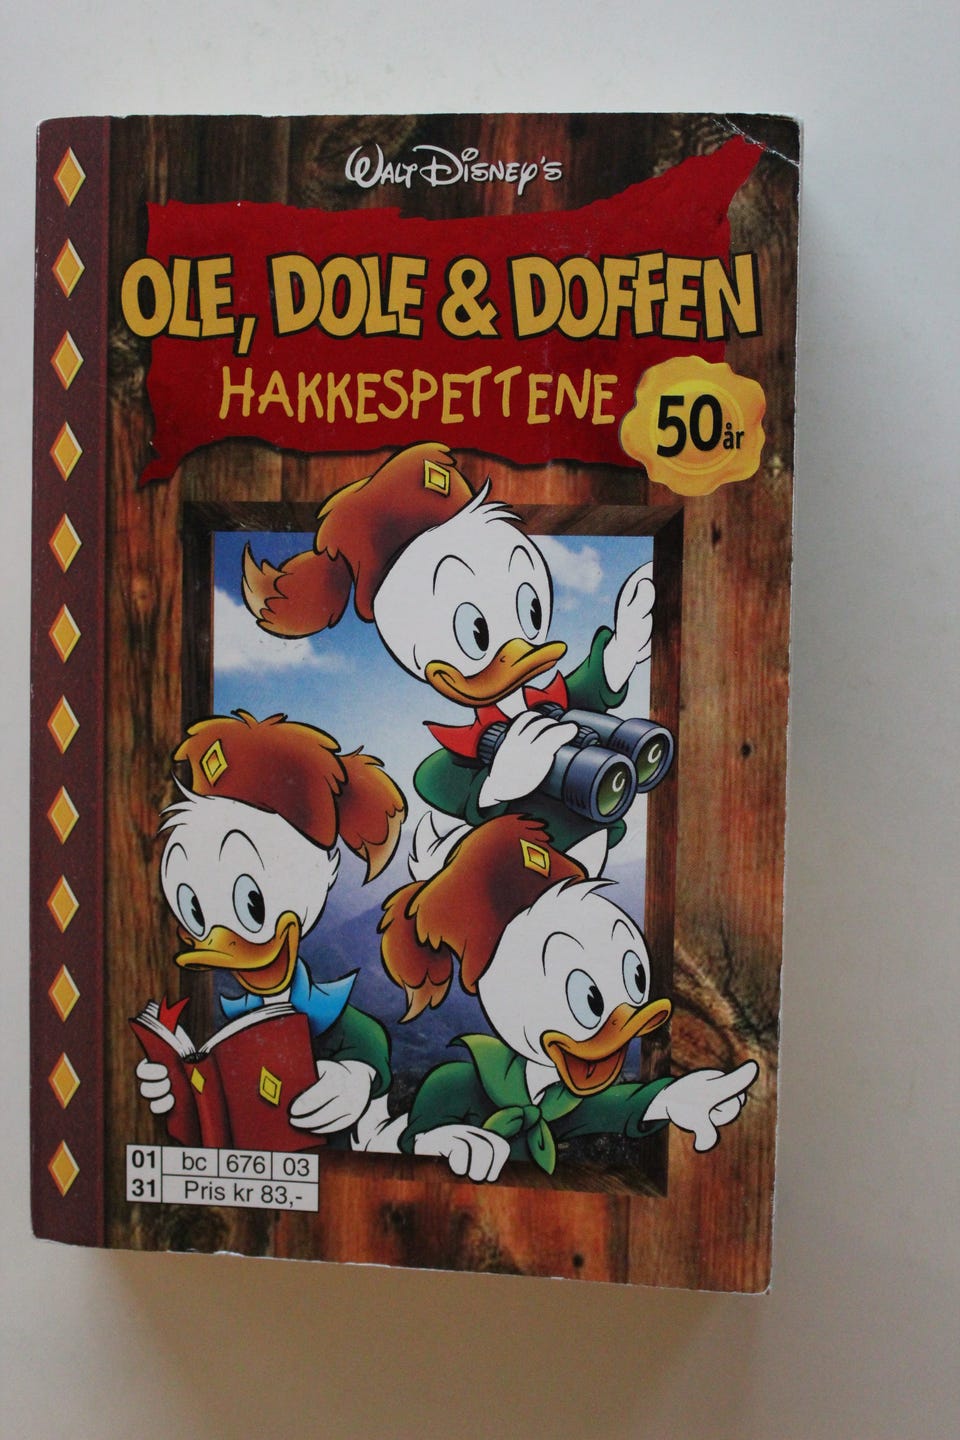 WALT DISNEY'S
OLE, DOLE & DOFFEN
HAKKESPETTENE
50 år
01 bc 676 03
31 Pris kr 83,-